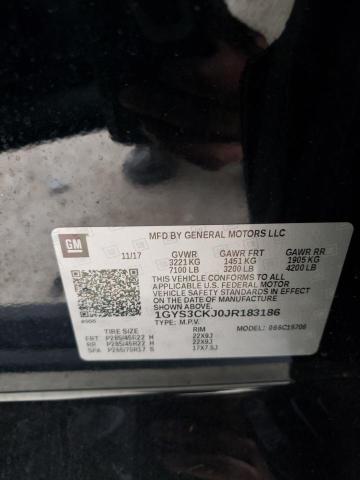 GM
MFD BY GENERAL MOTORS LLC
11/17 GVWR GAWR FRT GAWR RR
3221 KG 1451 KG 1905 KG
7100 LB 3200 LB 4200 LB
THIS VEHICLE CONFORMS TO ALL
APPLICABLE U.S. FEDERAL MOTOR
VEHICLE SAFETY STANDARDS IN
EFFECT ON THE DATE OF MANUFACTURE
SHOWN ABOVE.
1GYS3CKJ0JR183186
TYPE: M.P.V. MODEL:
TIRE SIZE RIM
FRT P285/45R22 H 22X9J
RR P285/45R22 H 22X9J
SPA P265/70R17 S 17X7.5J